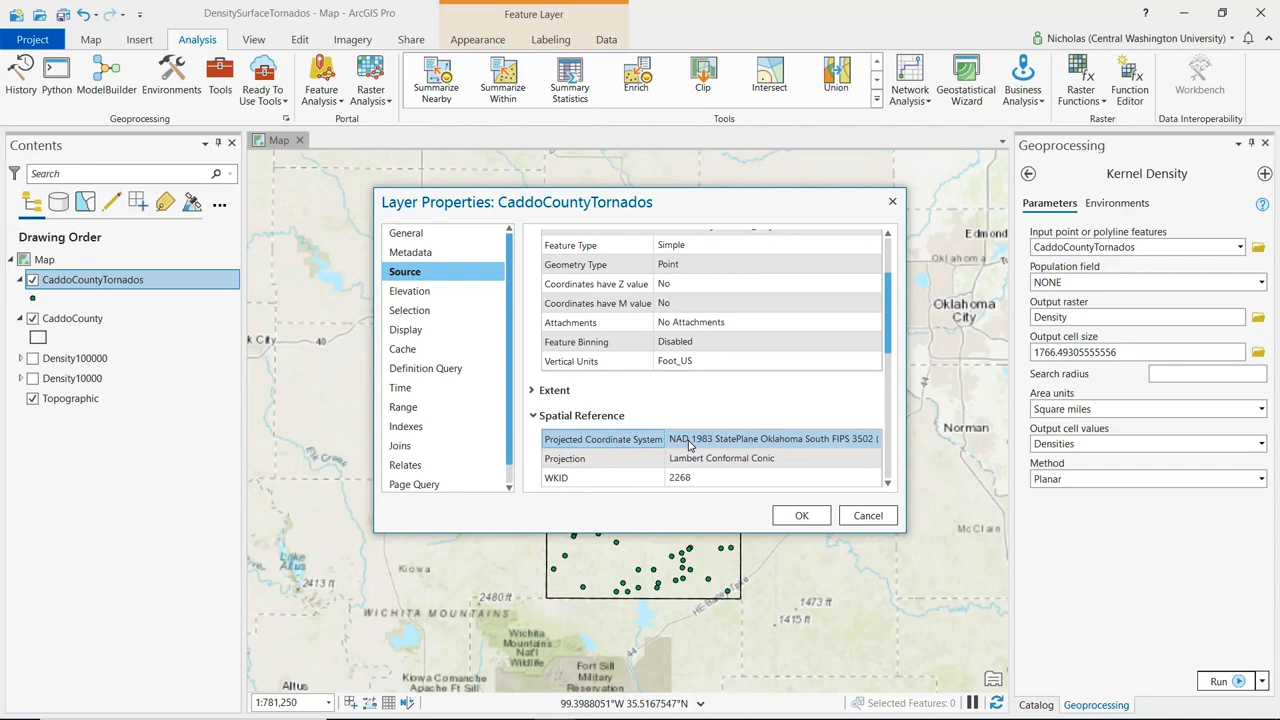 DensitySurfaceTornados - Map - ArcGIS Pro
Feature Layer
?
Project
Map
Insert
Analysis
View
Edit
Imagery
Share
Appearance
Labeling
Data
Nicholas (Central Washington University)
History
Python
ModelBuilder
Environments
Tools
Ready To Use Tools
Feature Analysis
Raster Analysis
Summarize Nearby
Summarize Within
Summary Statistics
Enrich
Clip
Intersect
Union
Network Analysis
Geostatistical Wizard
Business Analysis
Raster Functions
Function Editor
Workbench
Geoprocessing
Portal
Tools
Raster
Data Interoperability
Contents
Search
Drawing Order
Map
CaddoCountyTornados
CaddoCounty
Density100000
Density10000
Topographic
Map
Layer Properties: CaddoCountyTornados
General
Metadata
Source
Elevation
Selection
Display
Cache
Definition Query
Time
Range
Indexes
Joins
Relates
Page Query
Feature Type Simple
Geometry Type Point
Coordinates have Z value No
Coordinates have M value No
Attachments No Attachments
Feature Binning Disabled
Vertical Units Foot_US
Extent
Spatial Reference
Projected Coordinate System NAD 1983 StatePlane Oklahoma South FIPS 3502 (
Projection Lambert Conformal Conic
WKID 2268
OK
Cancel
k City
40
Edmond
Oklahoma City
Norman
McClain
Lake Altus
2413 ft
Kiowa
2480 ft
WICHITA MOUNTAINS
Wichita Mountains Nat'l Wildlife
Fort Sill Military Reservation
Kiowa Comanche Apache Ft Sill
Altus
44
HE Bailey Tpke
1473 ft
1415 ft
1:781,250
99.3988051°W 35.5167547°N
Selected Features: 0
Geoprocessing
Kernel Density
Parameters
Environments
?
Input point or polyline features
CaddoCountyTornados
Population field
NONE
Output raster
Density
Output cell size
1766.49305555556
Search radius
Area units
Square miles
Output cell values
Densities
Method
Planar
Run
Catalog
Geoprocessing